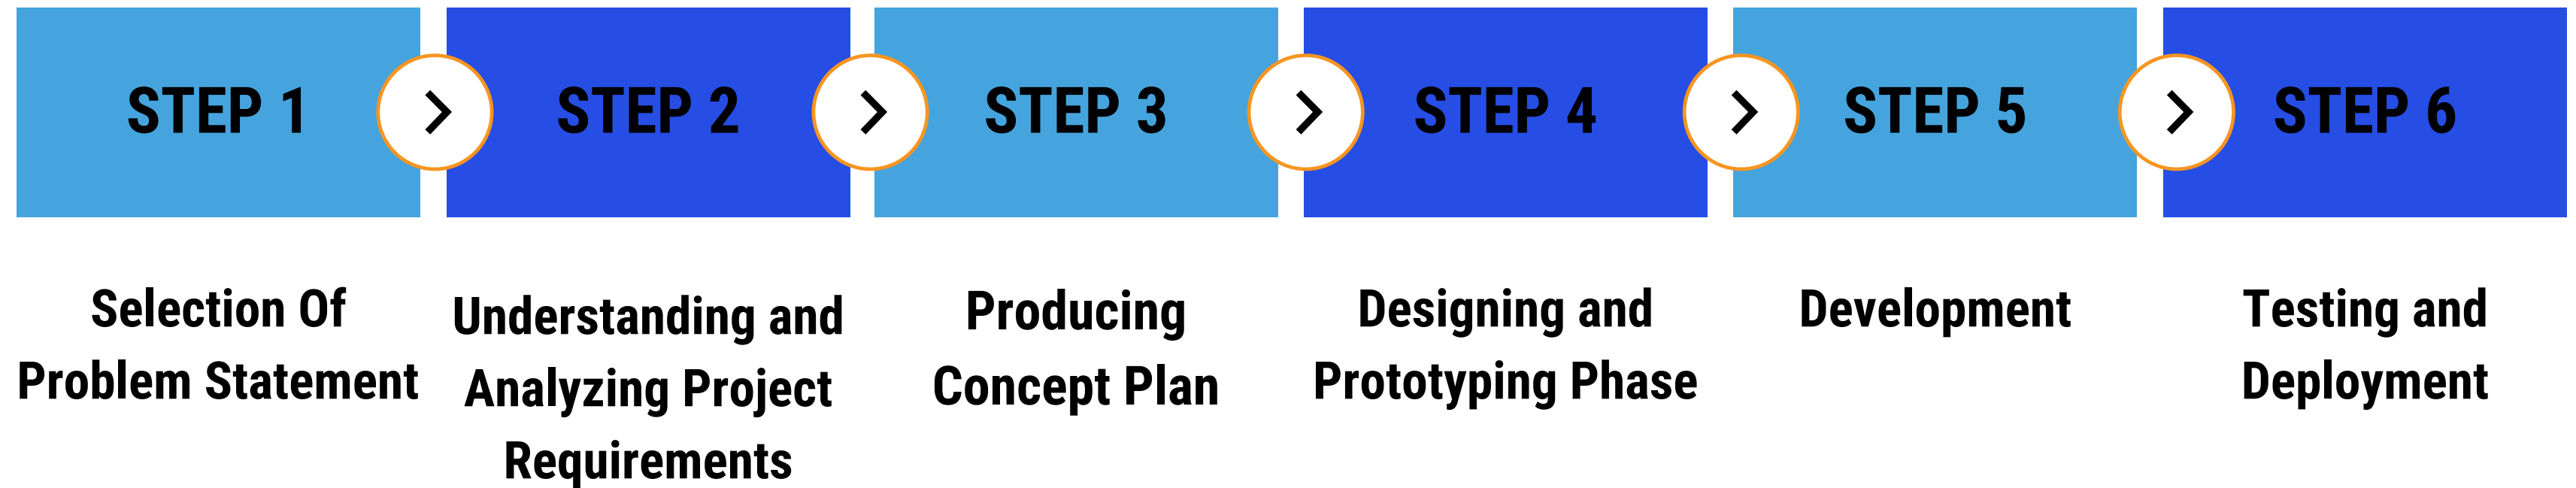 STEP 1
STEP 2
STEP 3
STEP 4
STEP 5
STEP 6
Selection Of
Problem Statement
Understanding and
Analyzing Project
Requirements
Producing
Concept Plan
Designing and
Prototyping Phase
Development
Testing and
Deployment